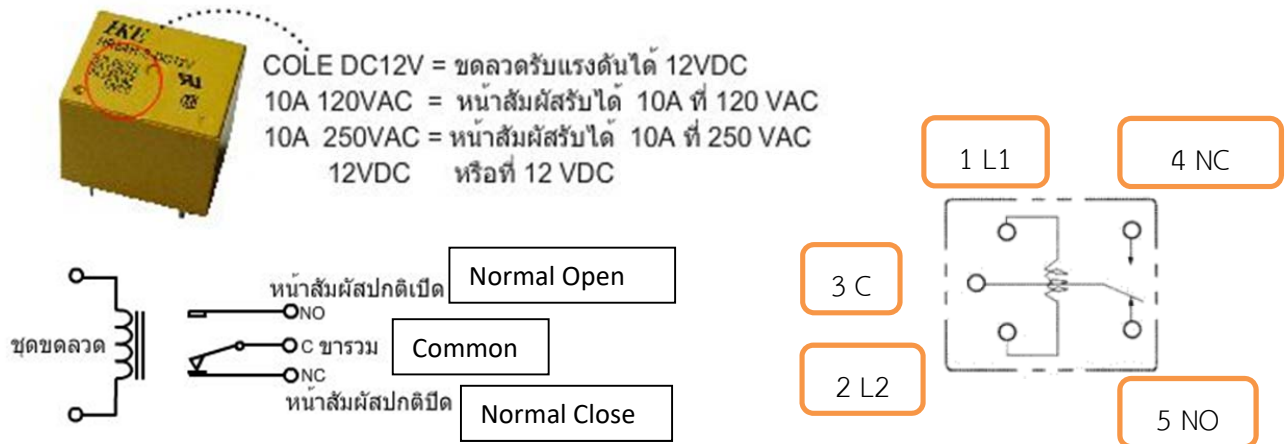 HKE
COLE DC12V = ขดลวดรับแรงดันได้ 12VDC
10A 120VAC = หน้าสัมผัสรับได้ 10A ที่ 120 VAC
10A 250VAC = หน้าสัมผัสรับได้ 10A ที่ 250 VAC
12VDC หรือที่ 12 VDC
1 L1
4 NC
3 C
2 L2
5 NO
หน้าสัมผัสปกติเปิด
Normal Open
NO
ชุดขดลวด
C ขารวม
Common
NC
หน้าสัมผัสปกติปิด
Normal Close